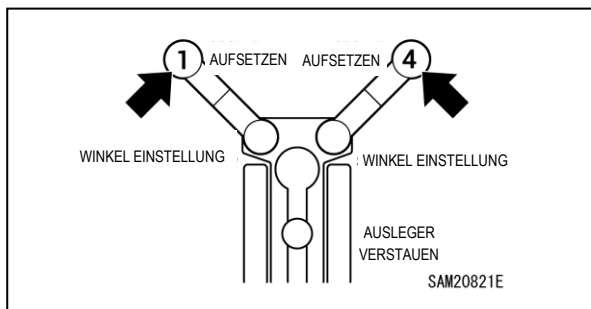 1
AUFSETZEN
AUFSETZEN
4
WINKEL EINSTELLUNG
WINKEL EINSTELLUNG
AUSLEGER
VERSTAUEN
SAM20821E